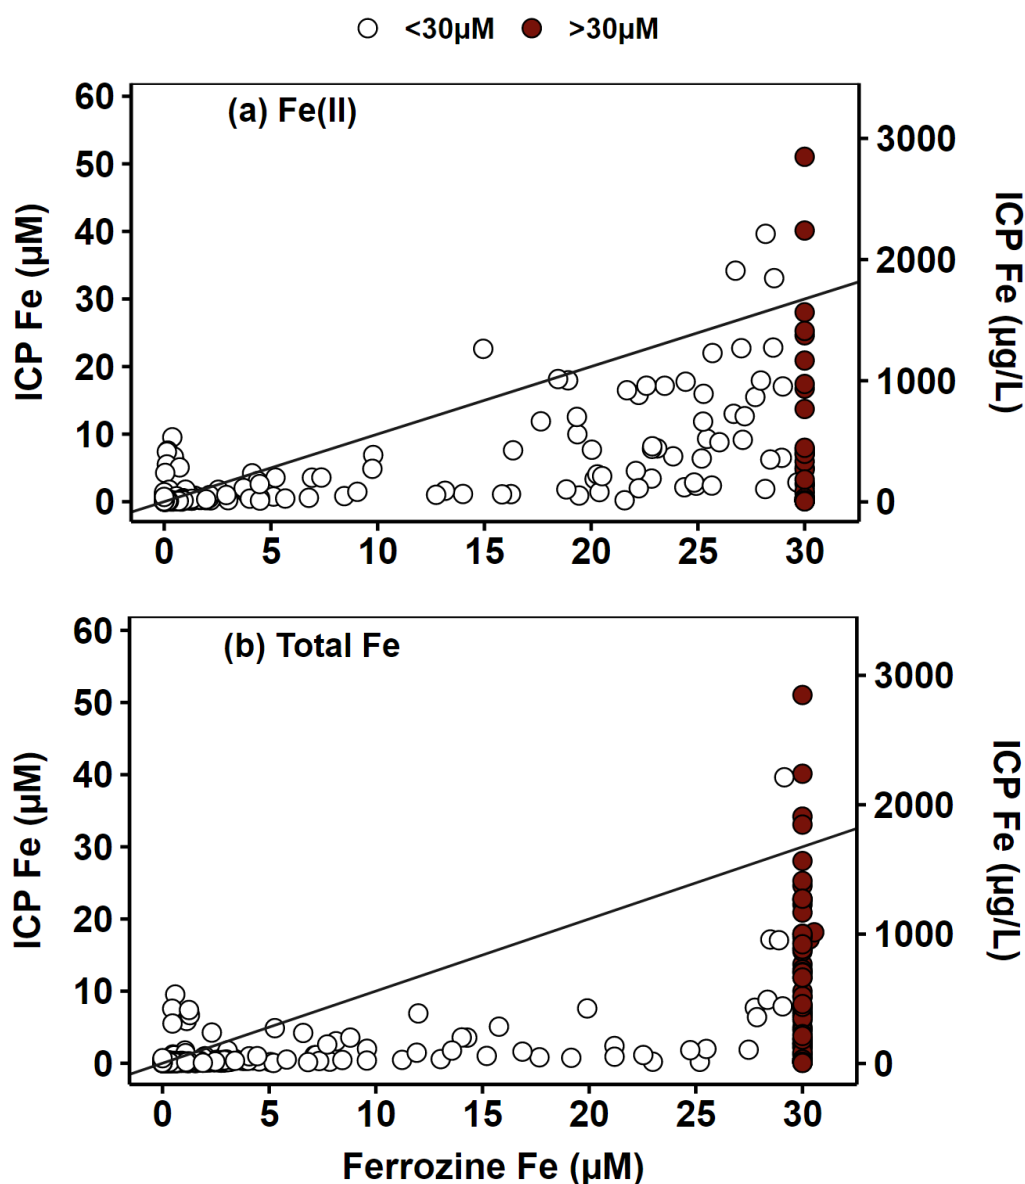 <30µM >30µM
(a) Fe(II)
60
50
40
30
20
10
0
ICP Fe (µM)
3000
2000
1000
0
ICP Fe (µg/L)
0 5 10 15 20 25 30
(b) Total Fe
60
50
40
30
20
10
0
ICP Fe (µM)
3000
2000
1000
0
ICP Fe (µg/L)
0 5 10 15 20 25 30
Ferrozine Fe (µM)